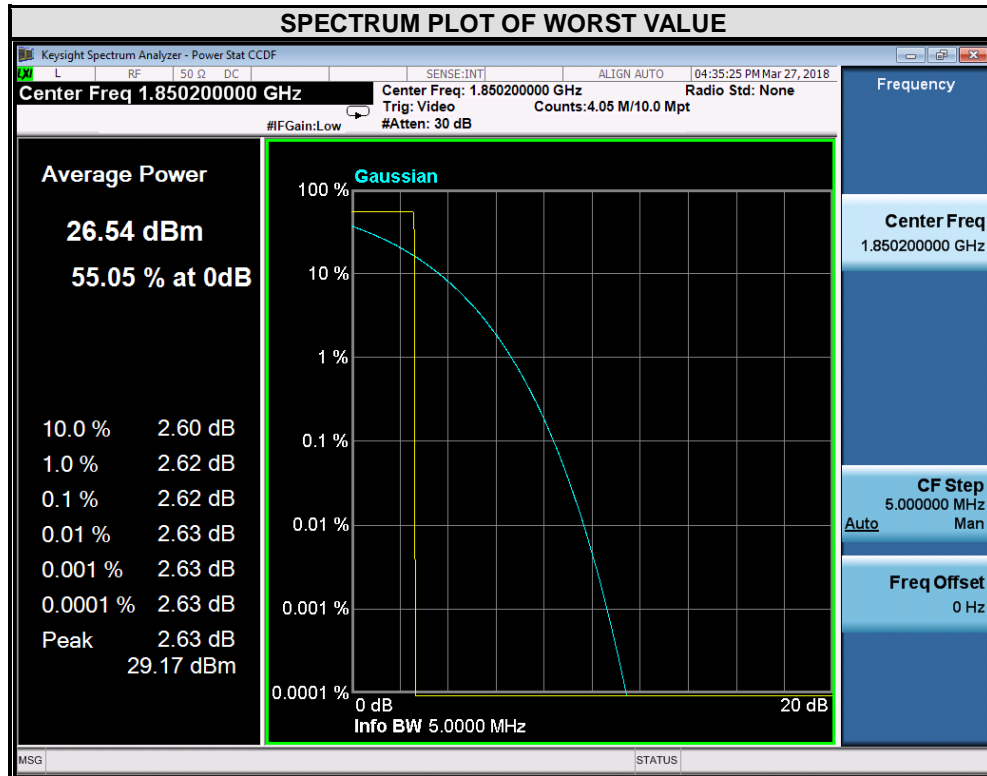 SPECTRUM PLOT OF WORST VALUE
Keysight Spectrum Analyzer - Power Stat CCDF
LXI L RF 50 Ω DC SENSE:INT ALIGN AUTO 04:35:25 PM Mar 27, 2018
Center Freq 1.850200000 GHz
Center Freq: 1.850200000 GHz Radio Std: None
Trig: Video Counts:4.05 M/10.0 Mpt
#IFGain:Low #Atten: 30 dB
Frequency
Average Power
26.54 dBm
55.05 % at 0dB
10.0 % 2.60 dB
1.0 % 2.62 dB
0.1 % 2.62 dB
0.01 % 2.63 dB
0.001 % 2.63 dB
0.0001 % 2.63 dB
Peak 2.63 dB
29.17 dBm
Gaussian
100 %
10 %
1 %
0.1 %
0.01 %
0.001 %
0.0001 %
0 dB 20 dB
Info BW 5.0000 MHz
Center Freq
1.850200000 GHz
CF Step
5.000000 MHz
Auto Man
Freq Offset
0 Hz
MSG STATUS